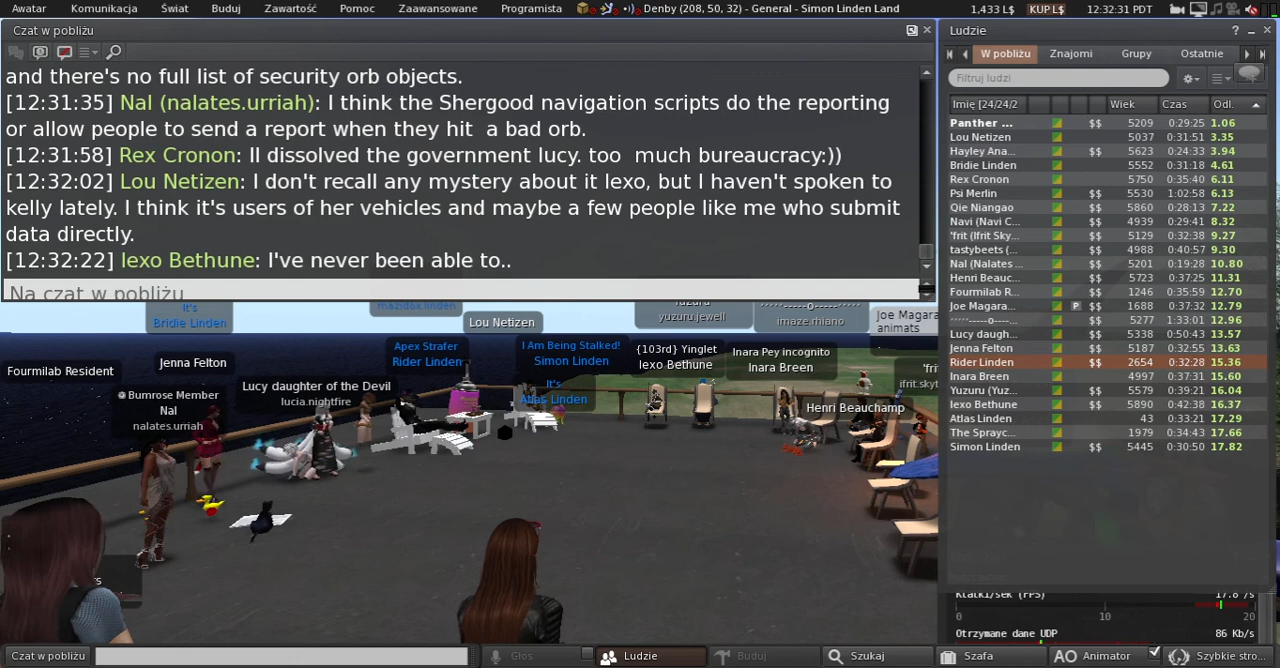 Awatar Komunikacja Świat Buduj Zawartość Pomoc Zaawansowane Programista Denby (208, 50, 32) - General - Simon Linden Land 1,433 L$ KUP L$ 12:32:31 PDT
Czat w pobliżu
and there's no full list of security orb objects.
[12:31:35] Nal (nalates.urriah): I think the Shergood navigation scripts do the reporting
or allow people to send a report when they hit a bad orb.
[12:31:58] Rex Cronon: II dissolved the government lucy. too much bureaucracy:))
[12:32:02] Lou Netizen: I don't recall any mystery about it Iexo, but I haven't spoken to
kelly lately. I think it's users of her vehicles and maybe a few people like me who submit
data directly.
[12:32:22] Iexo Bethune: I've never been able to..
Na czat w pobliżu
It's
Bridie Linden
mazidox.linden
Lou Netizen
yuzuru.jewell
imaze.rhiano
Joe Magara
animats
Fourmilab Resident
Jenna Felton
Apex Strafer
Rider Linden
I Am Being Stalked!
Simon Linden
{103rd} Yinglet
Iexo Bethune
Inara Pey incognito
Inara Breen
'frit
ifrit.skyt
Bumrose Member
Nal
nalates.urriah
Lucy daughter of the Devil
lucia.nightfire
It's
Atlas Linden
Henri Beauchamp
Ludzie
W pobliżu Znajomi Grupy Ostatnie
Filtruj ludzi
Imię [24/24/2 Wiek Czas Odl.
Panther ... $$ 5209 0:29:25 1.06
Lou Netizen 5037 0:31:51 3.35
Hayley Ana... $$ 5623 0:24:33 3.94
Bridie Linden 5552 0:31:18 4.61
Rex Cronon 5750 0:35:40 6.11
Psi Merlin $$ 5530 1:02:58 6.13
Qie Niangao $$ 5860 0:28:13 7.22
Navi (Navi C... $$ 4939 0:29:41 8.32
'frit (Ifrit Sky... $$ 5129 0:32:38 9.27
tastybeets (... $$ 4988 0:40:57 9.30
Nal (Nalates ... $$ 5201 0:19:28 10.80
Henri Beauc... $$ 5723 0:37:25 11.31
Fourmilab R... $$ 1246 0:35:59 12.70
Joe Magara... P $$ 1688 0:37:32 12.79
'''''-----o----... $$ 5277 1:33:01 12.96
Lucy daugh... $$ 5338 0:50:43 13.57
Jenna Felton $$ 5187 0:32:55 13.63
Rider Linden $$ 2654 0:32:28 15.36
Inara Breen 4997 0:37:31 15.60
Yuzuru (Yuz... $$ 5579 0:39:21 16.04
Iexo Bethune $$ 5890 0:42:38 16.37
Atlas Linden 43 0:33:21 17.29
The Sprayc... 1979 0:34:43 17.66
Simon Linden $$ 5445 0:30:50 17.82
Klatki/sek (FPS) 17.8 /s
0 10 20
Otrzymane dane UDP 86 Kb/s
Czat w pobliżu Głos Ludzie Buduj Szukaj Szafa AO Animator Szybkie stro...